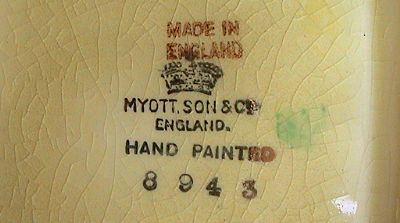 MADE IN
ENGLAND
MYOTT, SON & Co.
ENGLAND.
HAND PAINTED
8943